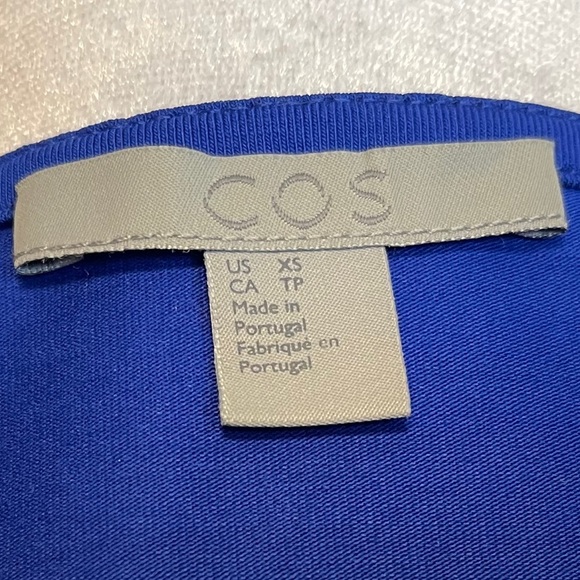 COS
US XS
CA TP
Made in
Portugal
Fabriqué en
Portugal